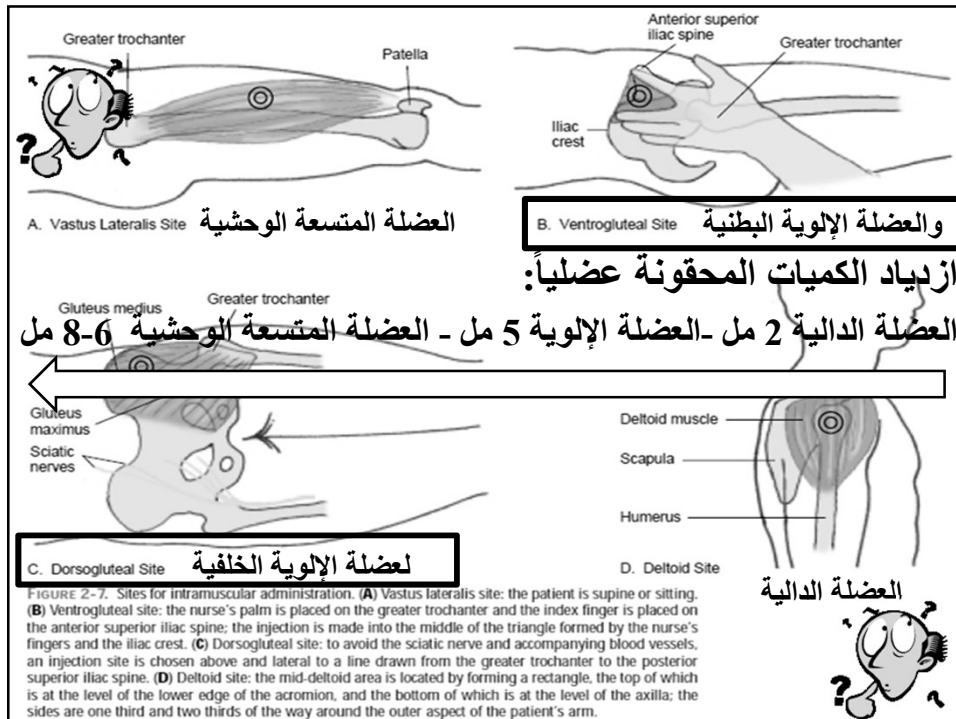 Greater trochanter
Patella
A. Vastus Lateralis Site العضلة المتسعة الوحشية
Anterior superior
iliac spine
Greater trochanter
Iliac
crest
B. Ventrogluteal Site والعضلة الإلوية البطنية
ازدياد الكميات المحقونة عضلياً:
العضلة الدالية 2 مل -العضلة الإلوية 5 مل - العضلة المتسعة الوحشية 6-8 مل
Gluteus medius
Greater trochanter
Gluteus
maximus
Sciatic
nerves
C. Dorsogluteal Site لعضلة الإلوية الخلفية
Deltoid muscle
Scapula
Humerus
D. Deltoid Site
العضلة الدالية
FIGURE 2-7. Sites for intramuscular administration. (A) Vastus lateralis site: the patient is supine or sitting.
(B) Ventrogluteal site: the nurse's palm is placed on the greater trochanter and the index finger is placed on
the anterior superior iliac spine; the injection is made into the middle of the triangle formed by the nurse's
fingers and the iliac crest. (C) Dorsogluteal site: to avoid the sciatic nerve and accompanying blood vessels,
an injection site is chosen above and lateral to a line drawn from the greater trochanter to the posterior
superior iliac spine. (D) Deltoid site: the mid-deltoid area is located by forming a rectangle, the top of which
is at the level of the lower edge of the acromion, and the bottom of which is at the level of the axilla; the
sides are one third and two thirds of the way around the outer aspect of the patient's arm.